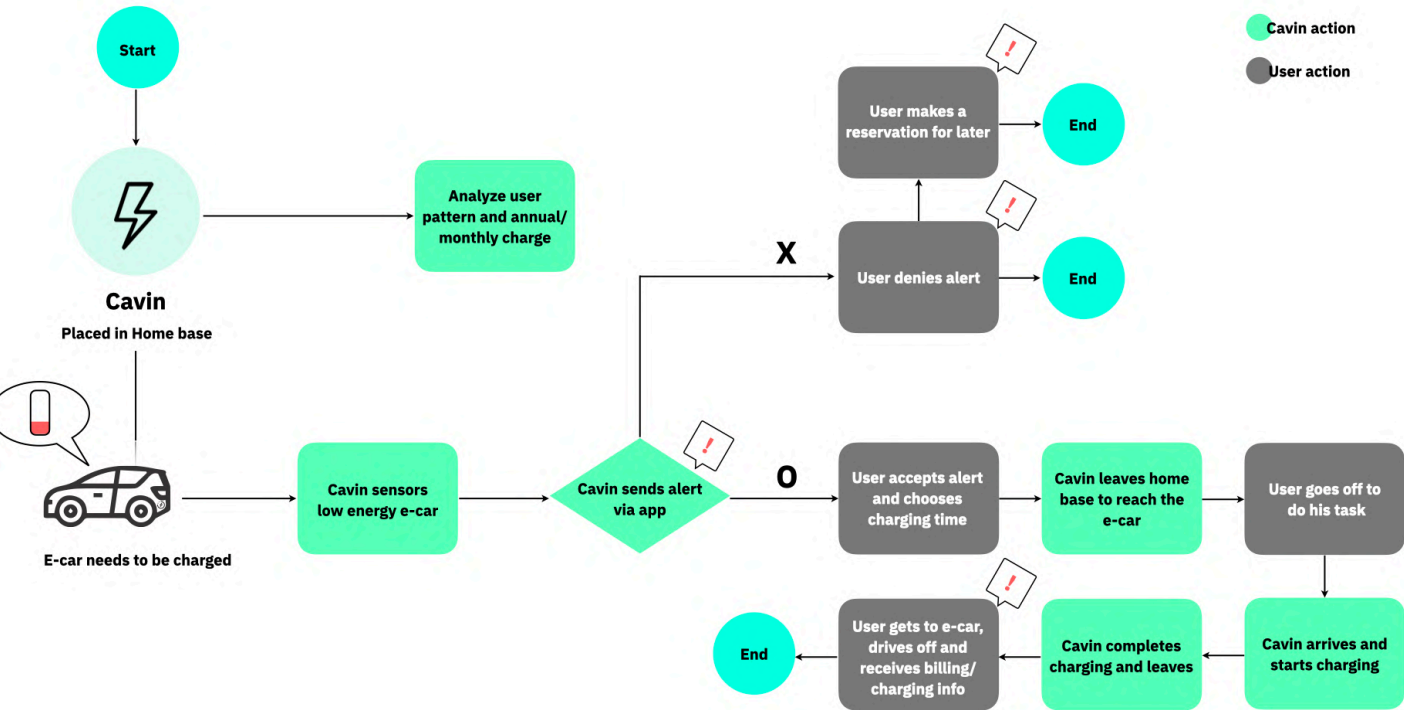 Start
Cavin action
User action
User makes a
reservation for later
End
Analyze user
pattern and annual/
monthly charge
X
User denies alert
End
Cavin
Placed in Home base
Cavin sensors
low energy e-car
Cavin sends alert
via app
O
User accepts alert
and chooses
charging time
Cavin leaves home
base to reach the
e-car
User goes off to
do his task
E-car needs to be charged
End
User gets to e-car,
drives off and
receives billing/
charging info
Cavin completes
charging and leaves
Cavin arrives and
starts charging
!
!
!
!